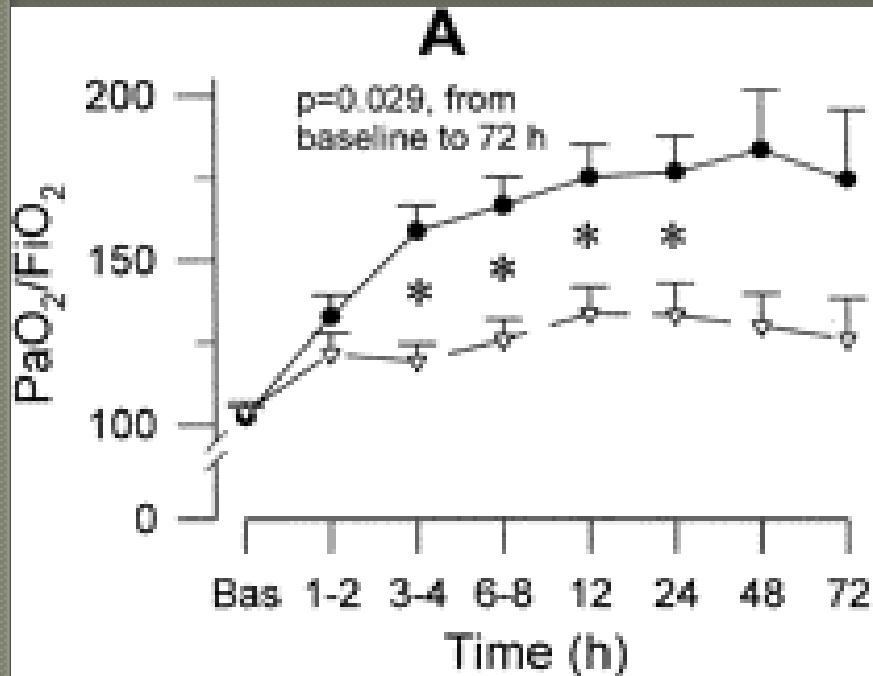 A
200
p=0.029, from
baseline to 72 h
150
100
0
PaO₂/FiO₂
* * * *
Bas 1-2 3-4 6-8 12 24 48 72
Time (h)